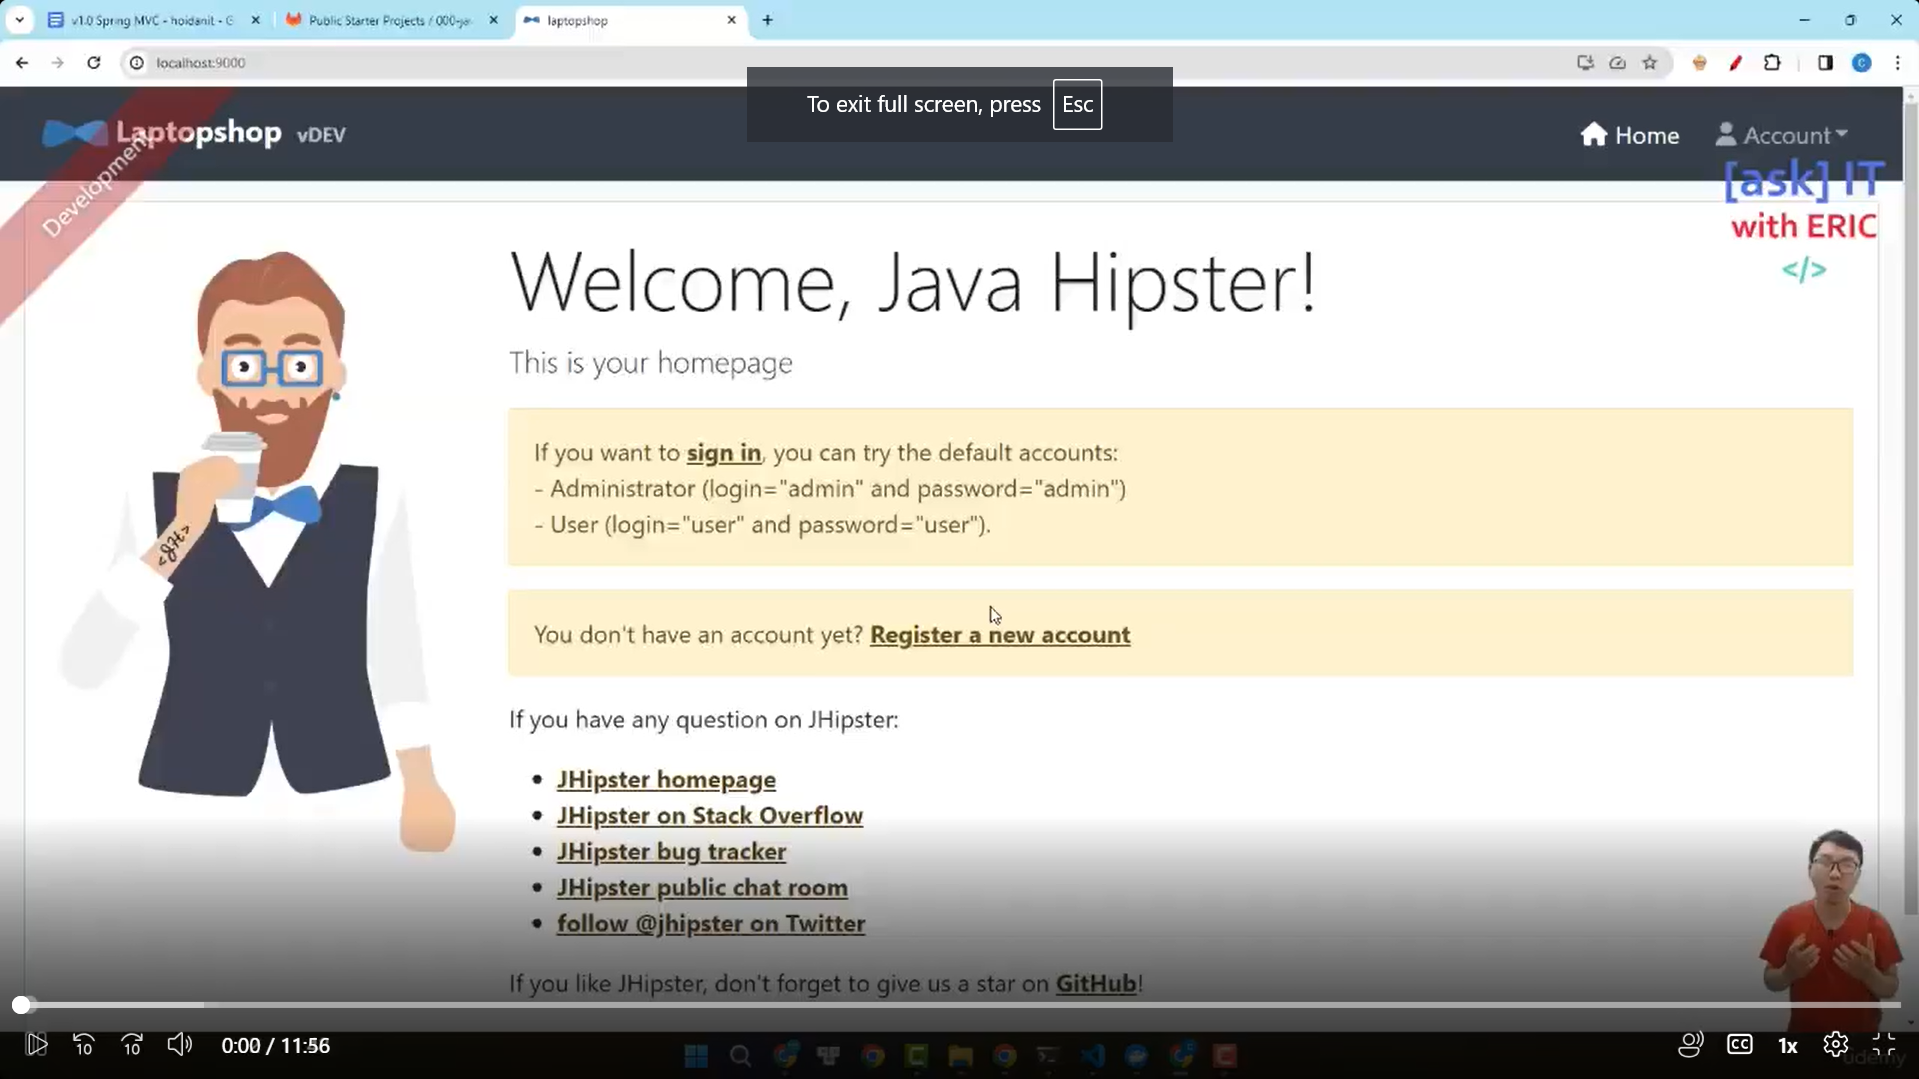 v1.0 Spring MVC - hoidanit - G
Public Starter Projects / 000-ja
laptopshop
localhost:9000
To exit full screen, press Esc
Laptopshop vDEV
Home
Account
Development
[ask] IT
with ERIC
</>
Welcome, Java Hipster!
This is your homepage
If you want to sign in, you can try the default accounts:
- Administrator (login="admin" and password="admin")
- User (login="user" and password="user").
<JH>
You don't have an account yet? Register a new account
If you have any question on JHipster:
JHipster homepage
JHipster on Stack Overflow
JHipster bug tracker
JHipster public chat room
follow @jhipster on Twitter
If you like JHipster, don't forget to give us a star on GitHub!
10
10
0:00 / 11:56
CC
1x
udemy